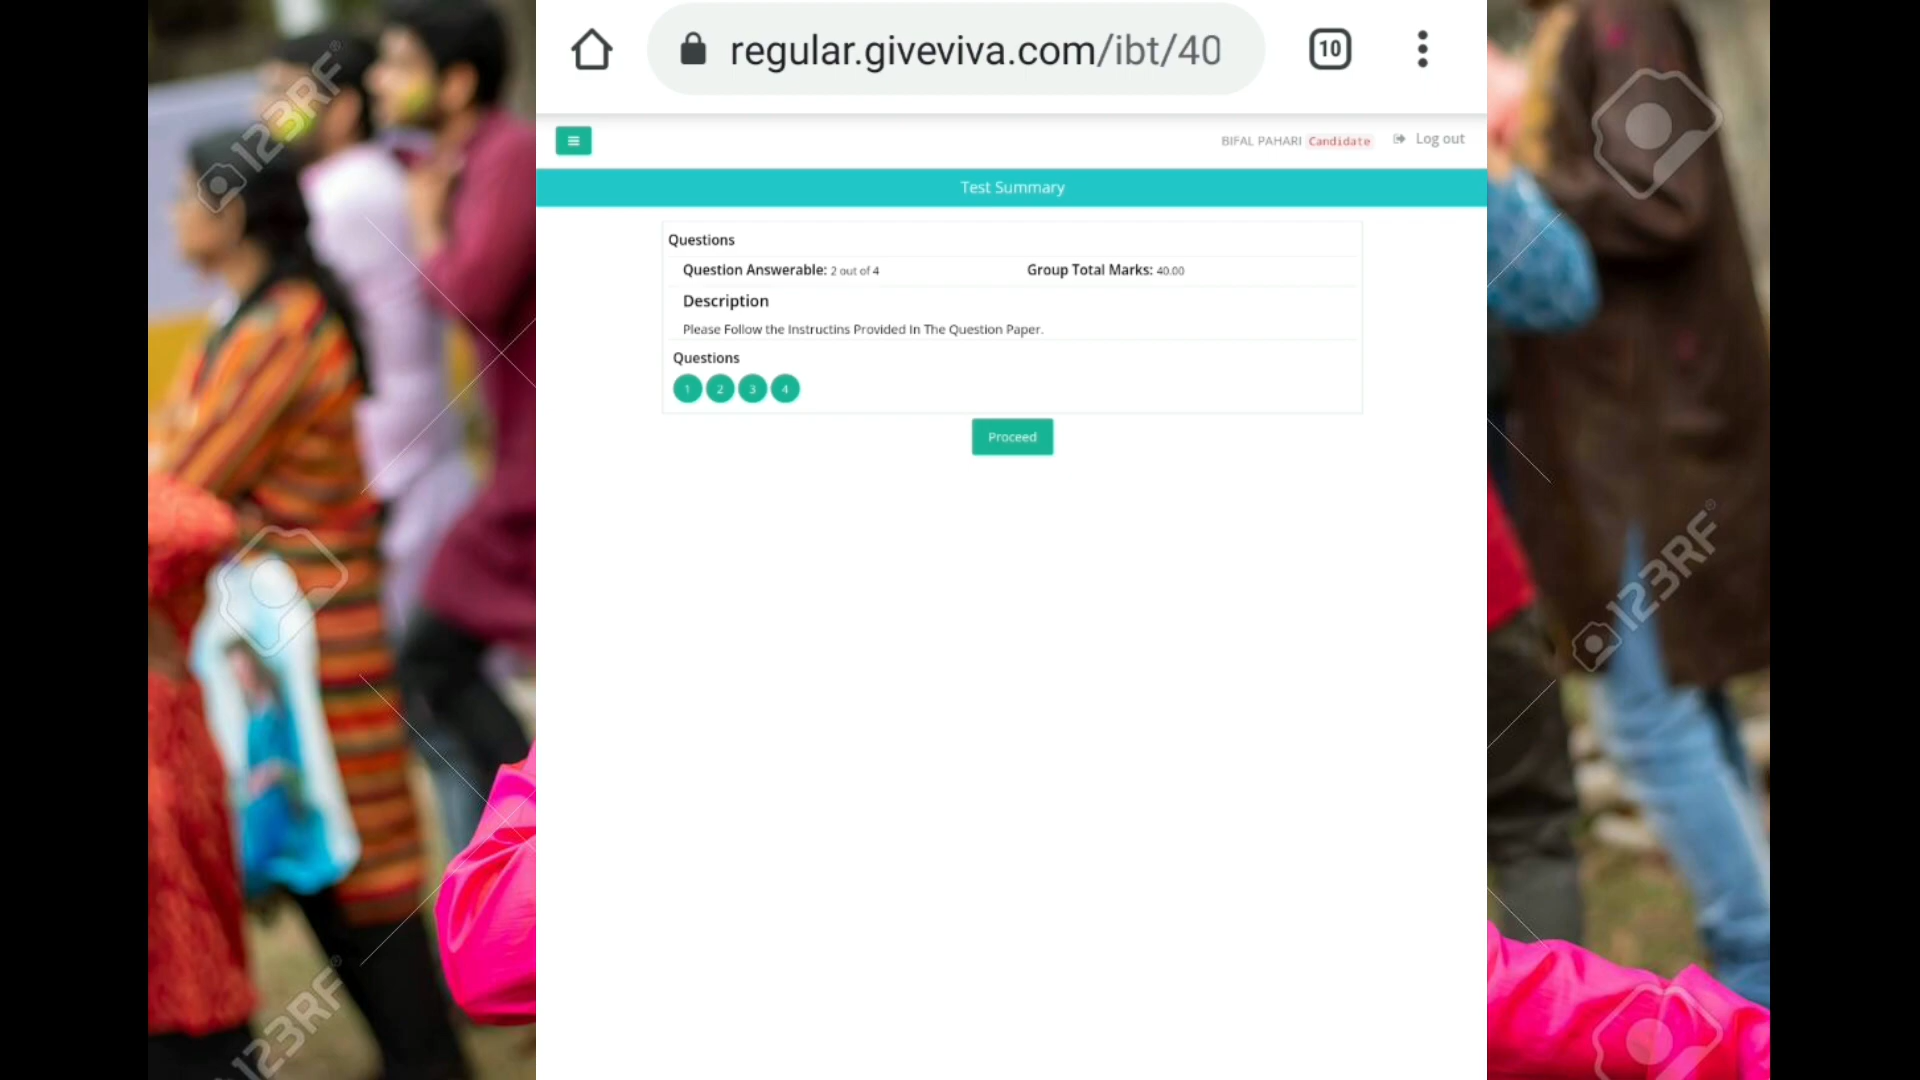 regular.giveviva.com/ibt/40
10
BIFAL PAHARI Candidate Log out
Test Summary
Questions
Question Answerable: 2 out of 4 Group Total Marks: 40.00
Description
Please Follow the Instructins Provided In The Question Paper.
Questions
1 2 3 4
Proceed
123RF
123RF
123RF